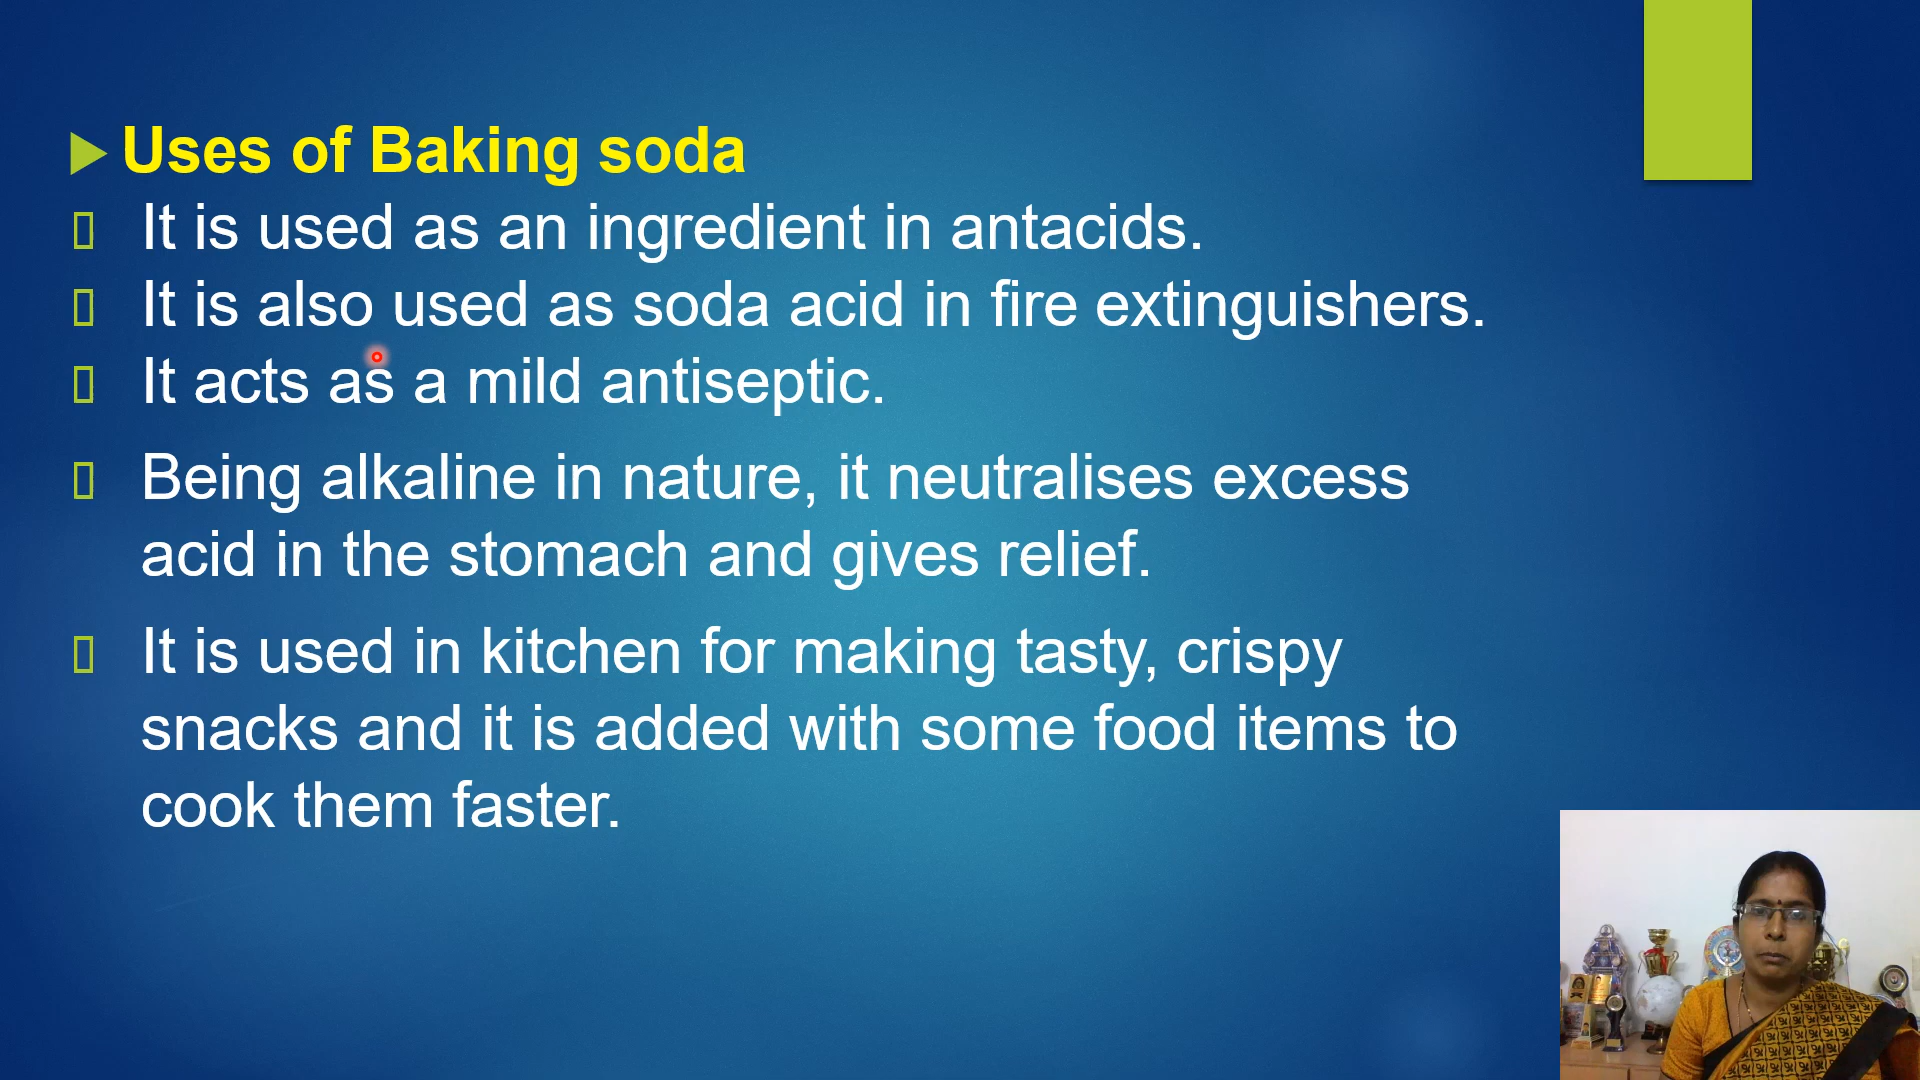 Uses of Baking soda
It is used as an ingredient in antacids.
It is also used as soda acid in fire extinguishers.
It acts as a mild antiseptic.
Being alkaline in nature, it neutralises excess
acid in the stomach and gives relief.
It is used in kitchen for making tasty, crispy
snacks and it is added with some food items to
cook them faster.